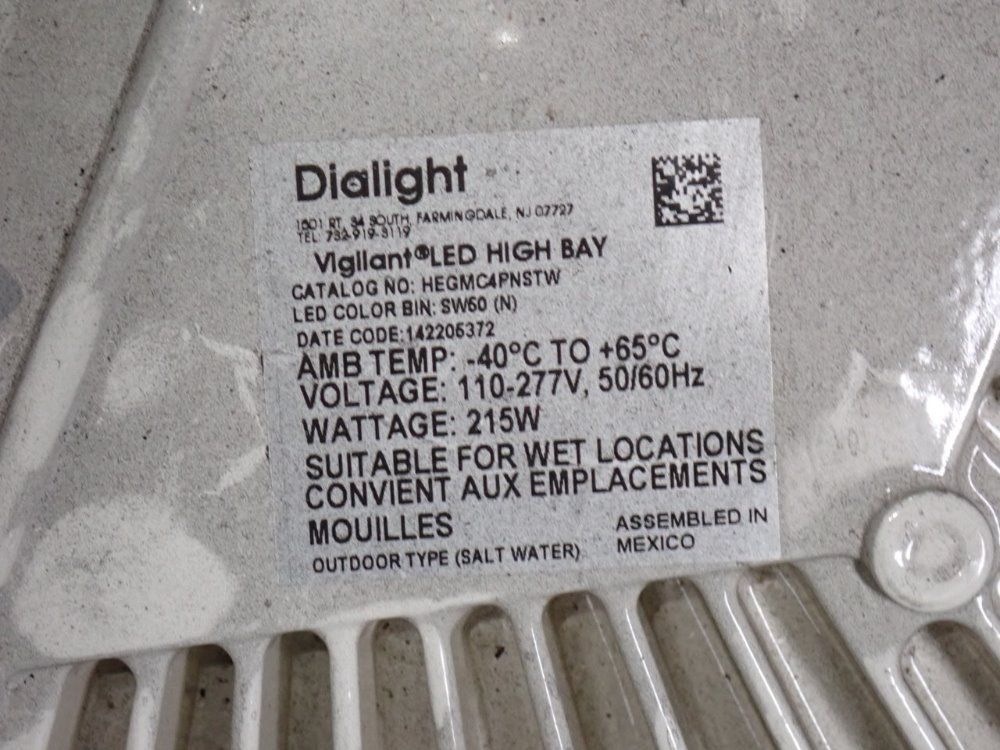 Dialight
1501 RT. 34 SOUTH, FARMINGDALE, NJ 07727
TEL: 732-919-3119
Vigilant® LED HIGH BAY
CATALOG NO: HEGMC4PNSTW
LED COLOR BIN: SW60 (N)
DATE CODE:142205372
AMB TEMP: -40°C TO +65°C
VOLTAGE: 110-277V, 50/60Hz
WATTAGE: 215W
SUITABLE FOR WET LOCATIONS
CONVIENT AUX EMPLACEMENTS
MOUILLES
OUTDOOR TYPE (SALT WATER)
ASSEMBLED IN
MEXICO